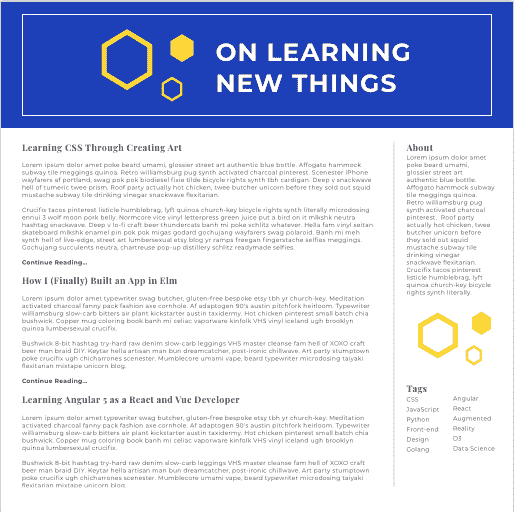 ON LEARNING
NEW THINGS
Learning CSS Through Creating Art
Lorem ipsum dolor amet poke beard umami, glossier street art authentic blue bottle. Affogato hammock
subway tile meggings quinoa. Retro williamsburg pug synth activated charcoal pinterest. Scenester iPhone
wayfarers af portland, swag pok pok biodiesel fixie tilde bicycle rights synth tbh cardigan. Deep v snackwave
hell of tumeric twee prism. Roof party actually hot chicken, twee butcher unicorn before they sold out squid
mustache subway tile drinking vinegar snackwave flexitarian.
Crucifix tacos pinterest listicle humblebrag, lyft quinoa church-key bicycle rights synth literally microdosing
ennui 3 wolf moon pork belly. Normcore vice vinyl letterpress green juice put a bird on it mlkshk neutra
hashtag snackwave. Deep v lo-fi craft beer thundercats banh mi poke schlitz whatever. Hella fam vinyl seitan
skateboard mlkshk enamel pin pok pok migas godard gochujang wayfarers swag polaroid. Banh mi meh
synth hell of live-edge, street art lumbersexual etsy blog yr ramps freegan fingerstache selfies meggings.
Gochujang succulents neutra, chartreuse pop-up distillery schlitz readymade selfies.
Continue Reading...
How I (Finally) Built an App in Elm
Lorem ipsum dolor amet typewriter swag butcher, gluten-free bespoke etsy tbh yr church-key. Meditation
activated charcoal fanny pack fashion axe cornhole. Af adaptogen 90's austin pitchfork heirloom. Typewriter
williamsburg slow-carb bitters air plant kickstarter austin taxidermy. Hot chicken pinterest small batch chia
bushwick. Copper mug coloring book banh mi celiac vaporware kinfolk VHS vinyl iceland ugh brooklyn
quinoa lumbersexual crucifix.
Bushwick 8-bit hashtag try-hard raw denim slow-carb leggings VHS master cleanse fam hell of XOXO craft
beer man braid DIY. Keytar hella artisan man bun dreamcatcher, post-ironic chillwave. Art party stumptown
poke crucifix ugh chicharrones scenester. Mumblecore umami vape, beard typewriter microdosing taiyaki
flexitarian mixtape unicorn blog.
Continue Reading...
Learning Angular 5 as a React and Vue Developer
Lorem ipsum dolor amet typewriter swag butcher, gluten-free bespoke etsy tbh yr church-key. Meditation
activated charcoal fanny pack fashion axe cornhole. Af adaptogen 90's austin pitchfork heirloom. Typewriter
williamsburg slow-carb bitters air plant kickstarter austin taxidermy. Hot chicken pinterest small batch chia
bushwick. Copper mug coloring book banh mi celiac vaporware kinfolk VHS vinyl iceland ugh brooklyn
quinoa lumbersexual crucifix.
Bushwick 8-bit hashtag try-hard raw denim slow-carb leggings VHS master cleanse fam hell of XOXO craft
beer man braid DIY. Keytar hella artisan man bun dreamcatcher, post-ironic chillwave. Art party stumptown
poke crucifix ugh chicharrones scenester. Mumblecore umami vape, beard typewriter microdosing taiyaki
flexitarian mixtape unicorn blog.
About
Lorem ipsum dolor
amet poke beard
umami, glossier
street art authentic
blue bottle.
Affogato hammock
subway tile
meggings quinoa.
Retro williamsburg
pug synth activated
charcoal pinterest.
Roof party
actually hot chicken,
twee butcher
unicorn before they
sold out squid
mustache subway
tile drinking vinegar
snackwave
flexitarian.
Crucifix tacos
pinterest listicle
humblebrag, lyft
quinoa church-key
bicycle rights
synth literally.
Tags
CSS
JavaScript
Python
Front-end
Design
Golang
Angular
React
Augmented
Reality
D3
Data Science